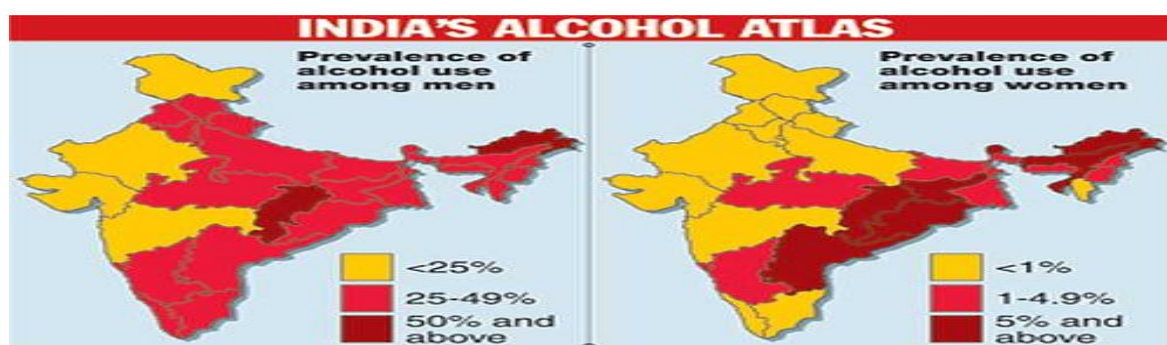 INDIA'S ALCOHOL ATLAS
Prevalence of
alcohol use
among men
<25%
25-49%
50% and
above
Prevalence of
alcohol use
among women
<1%
1-4.9%
5% and
above